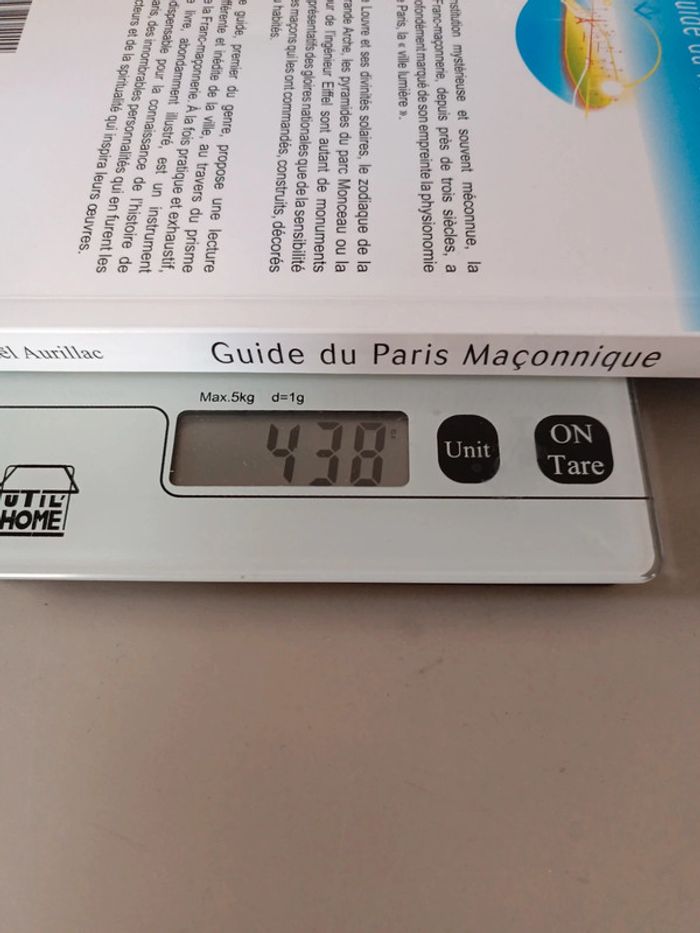 uide du
nstitution mystérieuse et souvent méconnue, la
Franc-maçonnerie, depuis près de trois siècles, a
ofondément marqué de son empreinte la physionomie
Paris, la « ville lumière ».
Louvre et ses divinités solaires, le zodiaque de la
rande Arche, les pyramides du parc Monceau ou la
ur de l'ingénieur Eiffel sont autant de monuments
présentatifs des gloires nationales que de la sensibilité
es maçons qui les ont commandés, construits, décorés
habités.
e guide, premier du genre, propose une lecture
fférente et inédite de la ville, au travers du prisme
e la Franc-maçonnerie. À la fois pratique et exhaustif,
livre, abondamment illustré, est un instrument
dispensable pour la connaissance de l'histoire de
aris, des innombrables personnalités qui en furent les
cteurs et de la spiritualité qui inspira leurs œuvres.
ël Aurillac Guide du Paris Maçonnique
Max.5kg d=1g
438
Unit
ON
Tare
UTIL'
HOME